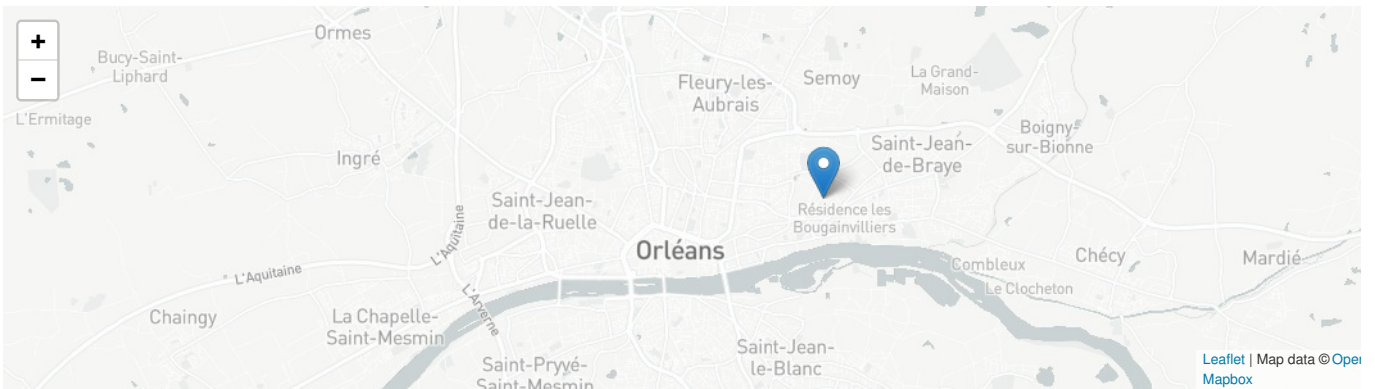 +
−
Ormes
Bucy-Saint-
Liphard
L'Ermitage
Fleury-les-
Aubrais
Semoy
La Grand-
Maison
Boigny-
sur-Bionne
Ingré
Saint-Jean-
de-Braye
Saint-Jean-
de-la-Ruelle
Résidence les
Bougainvilliers
L'Aquitaine
Orléans
L'Aquitaine
Combleux
Chécy
Mardié
Le Clocheton
L'Arverne
Chaingy
La Chapelle-
Saint-Mesmin
Saint-Pryvé-
Saint-Mesmin
Saint-Jean-
le-Blanc
Leaflet | Map data © Open
Mapbox